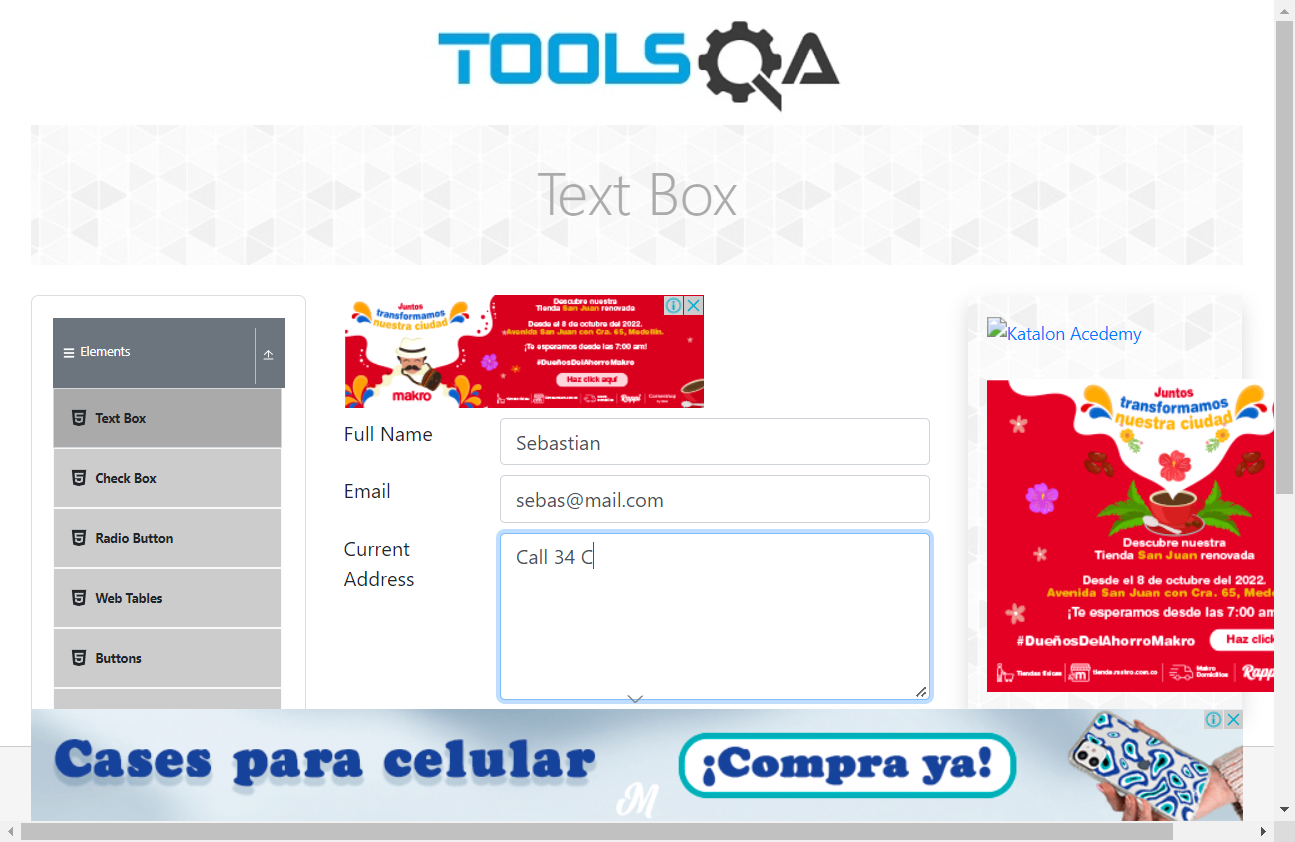 TOOLSQA
Text Box
Elements
Text Box
Check Box
Radio Button
Web Tables
Buttons
Juntos
transformamos
nuestra ciudad
makro
Descubre nuestra
Tienda San Juan renovada
Desde el 8 de octubre del 2022.
Avenida San Juan con Cra. 65, Medellín.
¡Te esperamos desde las 7:00 am!
#DueñosDelAhorroMakro
Haz click aquí
Rappi
Full Name
Sebastian
Email
sebas@mail.com
Current
Address
Call 34 C
Katalon Acedemy
Juntos
transformamos
nuestra ciudad
Descubre nuestra
Tienda San Juan renovada
Desde el 8 de octubre del 2022.
Avenida San Juan con Cra. 65, Mede
¡Te esperamos desde las 7:00 am
#DueñosDelAhorroMakro
Haz click
Tiendas físicas
tienda.makro.com.co
Makro
Domicilios
Rapp
Cases para celular
¡Compra ya!
M